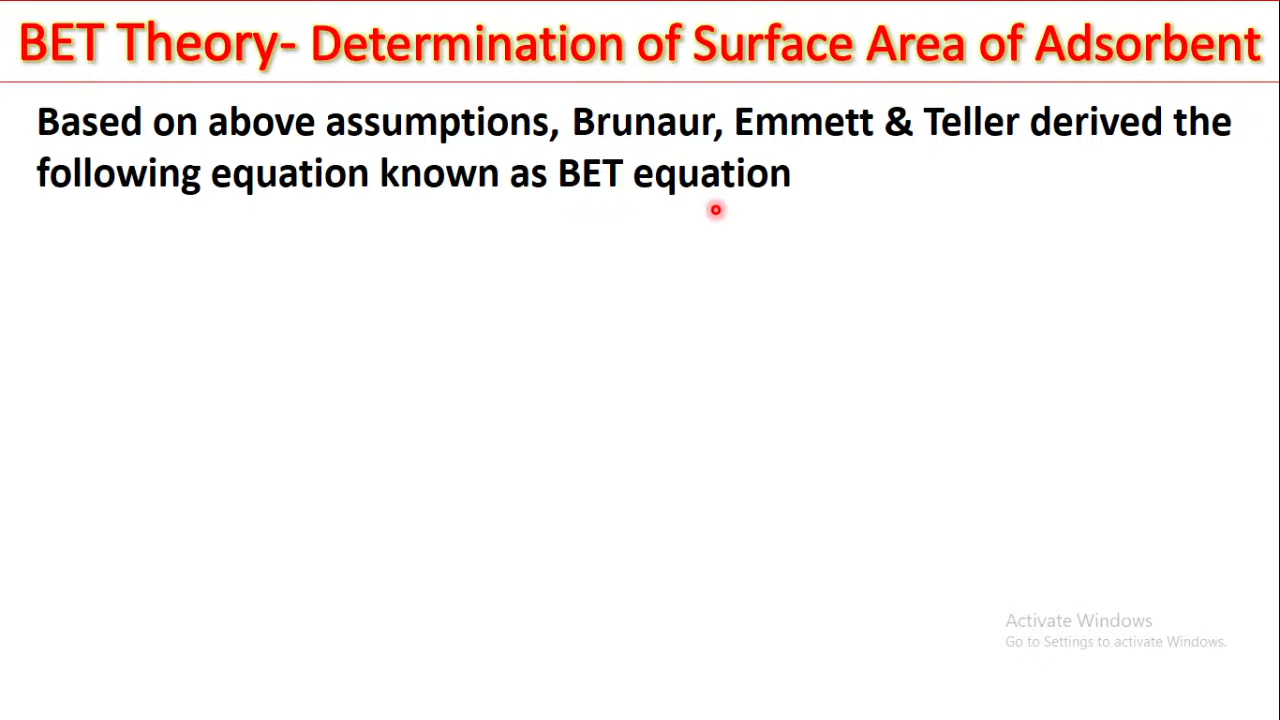 BET Theory- Determination of Surface Area of Adsorbent
Based on above assumptions, Brunaur, Emmett & Teller derived the
following equation known as BET equation
Activate Windows
Go to Settings to activate Windows.